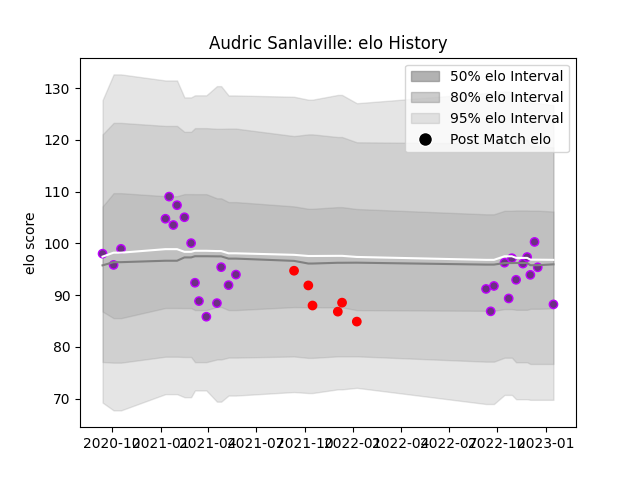 Audric Sanlaville: elo History
50% elo Interval
80% elo Interval
95% elo Interval
Post Match elo
elo score
130
120
110
100
90
80
70
2020-10 2021-01 2021-04 2021-07 2021-10 2022-01 2022-04 2022-07 2022-10 2023-01